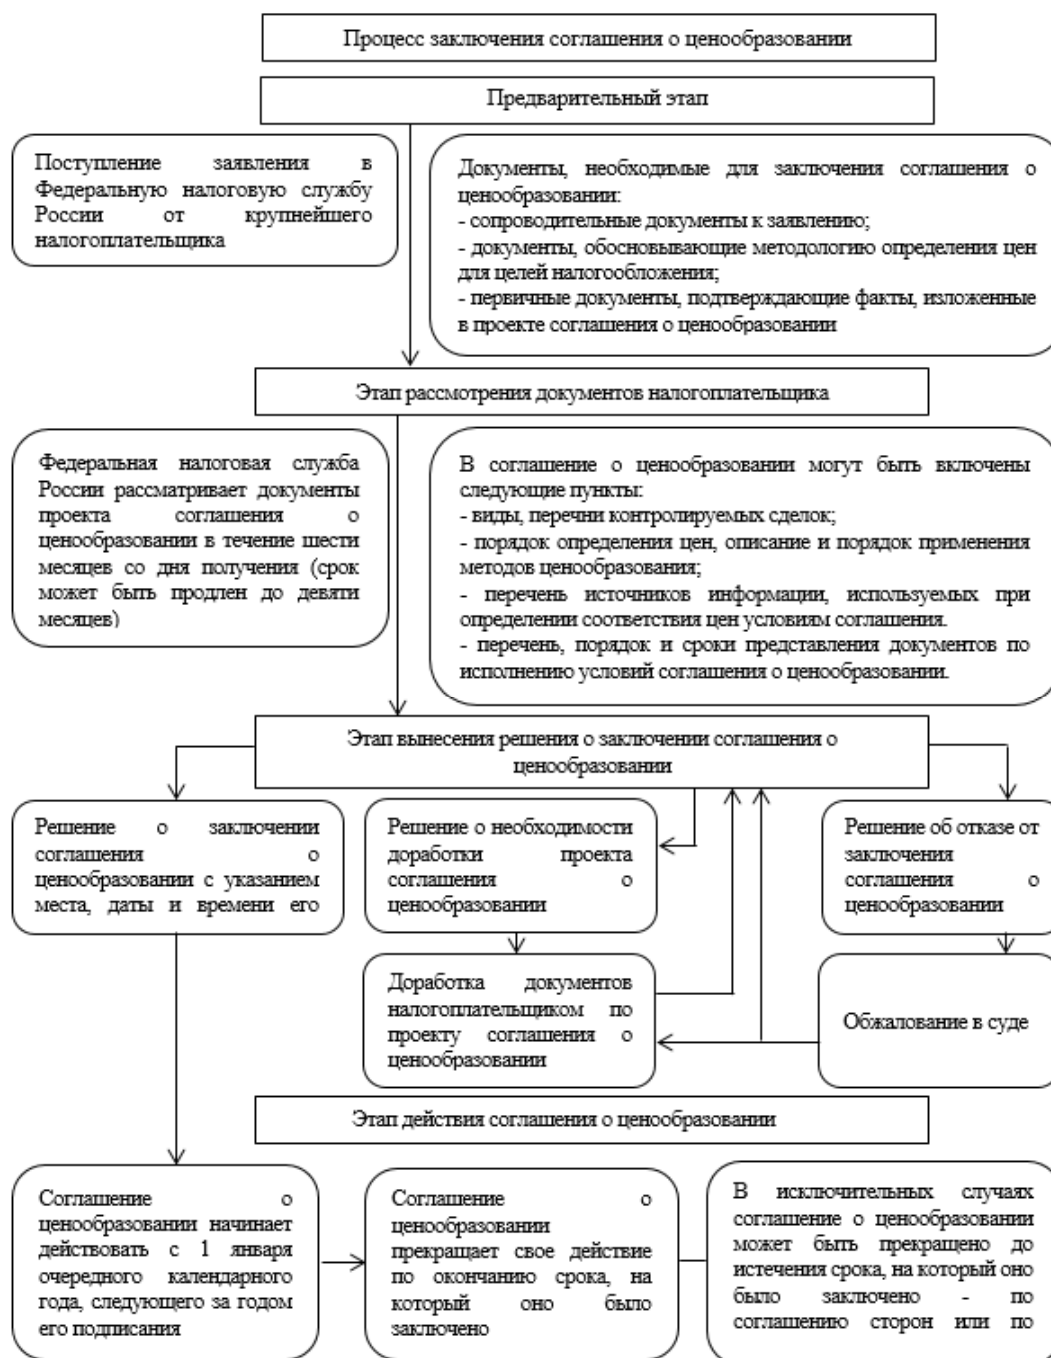 Процесс заключения соглашения о ценообразовании
Предварительный этап
Поступление заявления в
Федеральную налоговую службу
России от крупнейшего
налогоплательщика
Документы, необходимые для заключения соглашения о
ценообразовании:
- сопроводительные документы к заявлению;
- документы, обосновывающие методологию определения цен
для целей налогообложения;
- первичные документы, подтверждающие факты, изложенные
в проекте соглашения о ценообразовании
Этап рассмотрения документов налогоплательщика
Федеральная налоговая служба
России рассматривает документы
проекта соглашения о
ценообразовании в течение шести
месяцев со дня получения (срок
может быть продлен до девяти
месяцев)
В соглашение о ценообразовании могут быть включены
следующие пункты:
- виды, перечни контролируемых сделок;
- порядок определения цен, описание и порядок применения
методов ценообразования;
- перечень источников информации, используемых при
определении соответствия цен условиям соглашения.
- перечень, порядок и сроки представления документов по
исполнению условий соглашения о ценообразовании.
Этап вынесения решения о заключении соглашения о
ценообразовании
Решение о заключении
соглашения о
ценообразовании с указанием
места, даты и времени его
Решение о необходимости
доработки проекта
соглашения о
ценообразовании
Решение об отказе от
заключения
соглашения о
ценообразовании
Доработка документов
налогоплательщиком по
проекту соглашения о
ценообразовании
Обжалование в суде
Этап действия соглашения о ценообразовании
Соглашение о
ценообразовании начинает
действовать с 1 января
очередного календарного
года, следующего за годом
его подписания
Соглашение о
ценообразовании
прекращает свое действие
по окончанию срока, на
который оно было
заключено
В исключительных случаях
соглашение о ценообразовании
может быть прекращено до
истечения срока, на который оно
было заключено - по
соглашению сторон или по